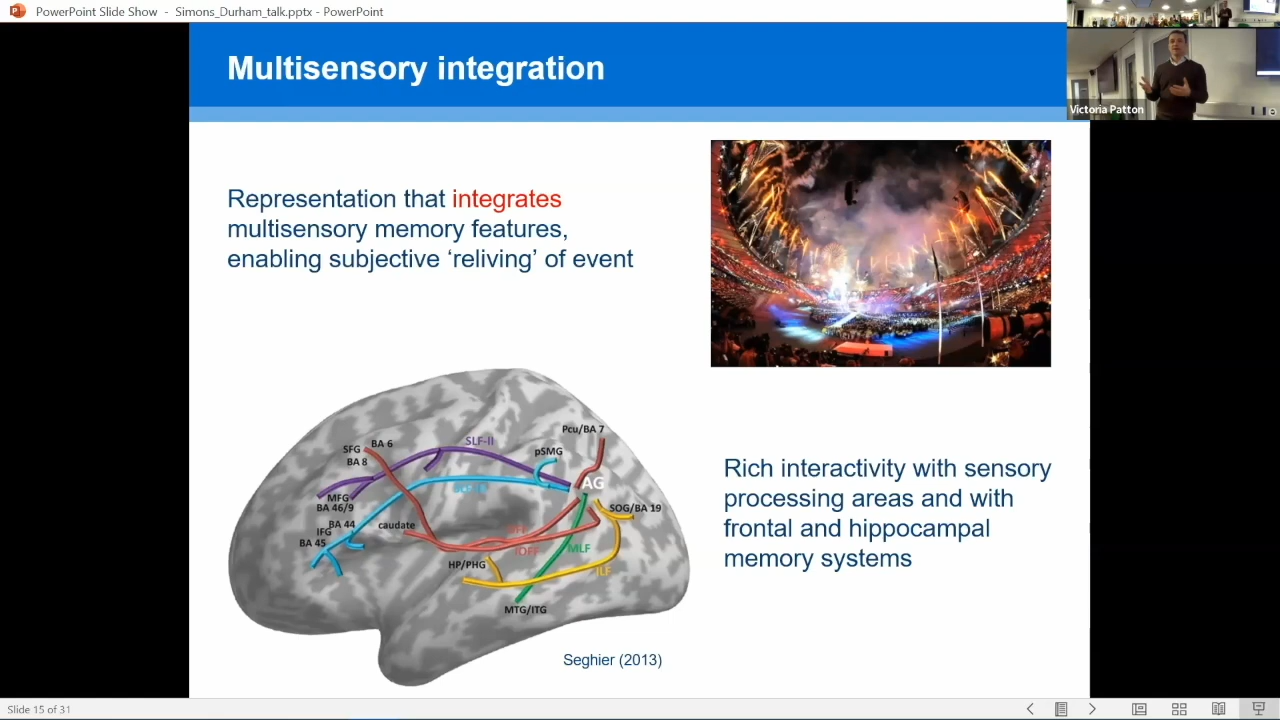 PowerPoint Slide Show - Simons_Durham_talk.pptx - PowerPoint
Victoria Patton
Multisensory integration
Representation that integrates
multisensory memory features,
enabling subjective ‘reliving’ of event
Pcu/BA 7
BA 6
SLF-II
SFG
pSMG
BA 8
AG
MFG
BA 46/9
SOG/BA 19
BA 44
caudate
IFG
BA 45
IOFF
MLF
HP/PHG
ILF
MTG/ITG
Seghier (2013)
Rich interactivity with sensory
processing areas and with
frontal and hippocampal
memory systems
Slide 15 of 31